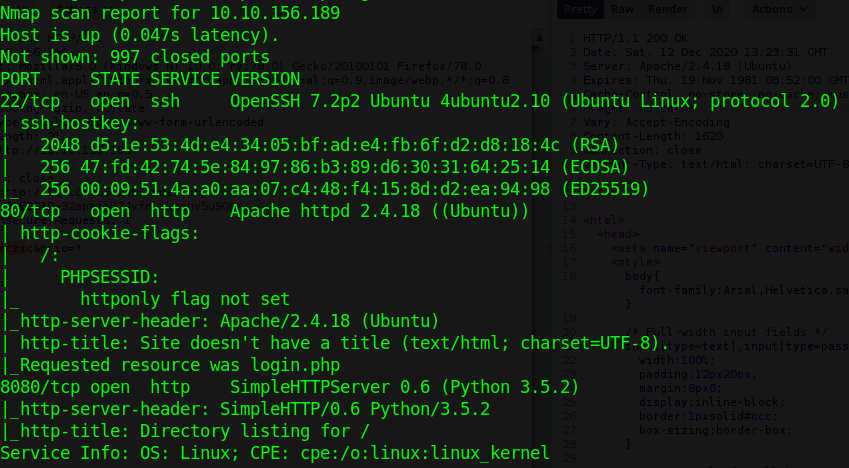 Nmap scan report for 10.10.156.189
Host is up (0.047s latency).
Not shown: 997 closed ports
PORT     STATE SERVICE VERSION
22/tcp   open  ssh     OpenSSH 7.2p2 Ubuntu 4ubuntu2.10 (Ubuntu Linux; protocol 2.0)
| ssh-hostkey:
|   2048 d5:1e:53:4d:e4:34:05:bf:ad:e4:fb:6f:d2:d8:18:4c (RSA)
|   256 47:fd:42:74:5e:84:97:86:b3:89:d6:30:31:64:25:14 (ECDSA)
|_  256 00:09:51:4a:a0:aa:07:c4:48:f4:15:8d:d2:ea:94:98 (ED25519)
80/tcp   open  http    Apache httpd 2.4.18 ((Ubuntu))
| http-cookie-flags:
|   /:
|     PHPSESSID:
|_      httponly flag not set
|_http-server-header: Apache/2.4.18 (Ubuntu)
| http-title: Site doesn't have a title (text/html; charset=UTF-8).
|_Requested resource was login.php
8080/tcp open  http    SimpleHTTPServer 0.6 (Python 3.5.2)
|_http-server-header: SimpleHTTP/0.6 Python/3.5.2
|_http-title: Directory listing for /
Service Info: OS: Linux; CPE: cpe:/o:linux:linux_kernel
Pretty Raw Render \n Actions
1 HTTP/1.1 200 OK
2 Date: Sat, 12 Dec 2020 13:23:31 GMT
3 Server: Apache/2.4.18 (Ubuntu)
4 Expires: Thu, 19 Nov 1981 08:52:00 GMT
Vary: Accept-Encoding
Content-Length: 1620
close
text/html; charset=UTF-8
14 <html>
15 <head>
16 <meta name="viewport" content="wid
17 <style>
18 body{
font-family:Arial,Helvetica,sa
}
20 /* Full-width input fields */
width:100%;
padding:12px20px;
margin:8px0;
display:inline-block;
border:1pxsolid#ccc;
box-sizing:border-box;
28 }
29